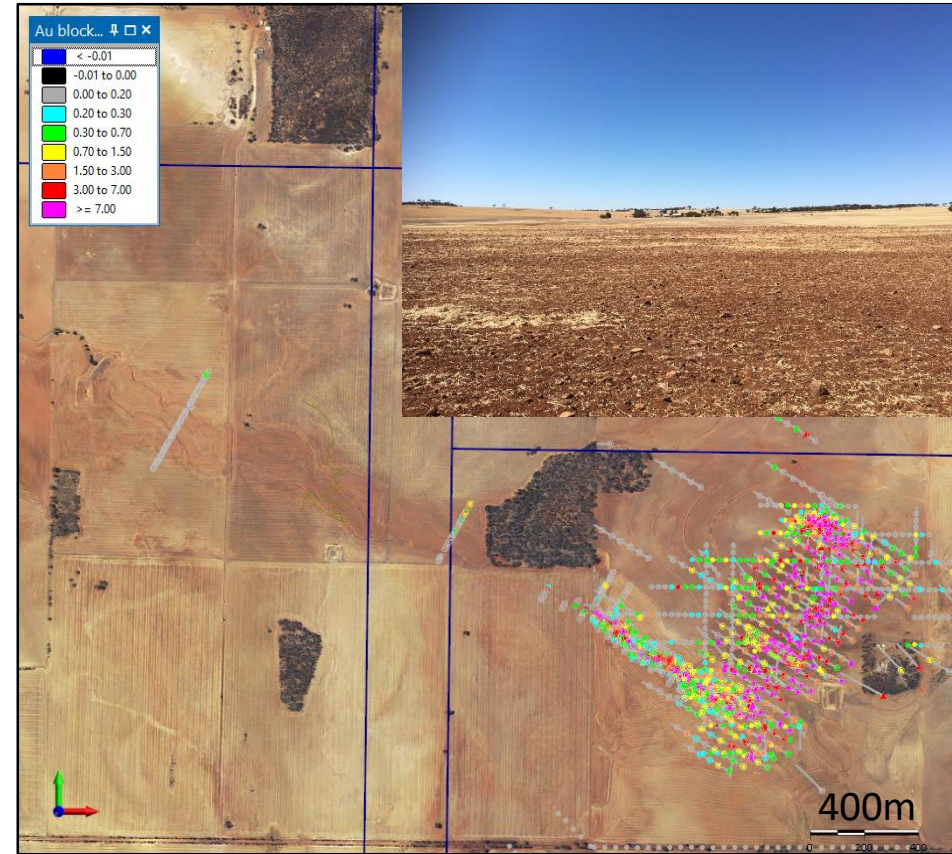 Au block...
< -0.01
-0.01 to 0.00
0.00 to 0.20
0.20 to 0.30
0.30 to 0.70
0.70 to 1.50
1.50 to 3.00
3.00 to 7.00
>= 7.00
400m
0 200 400